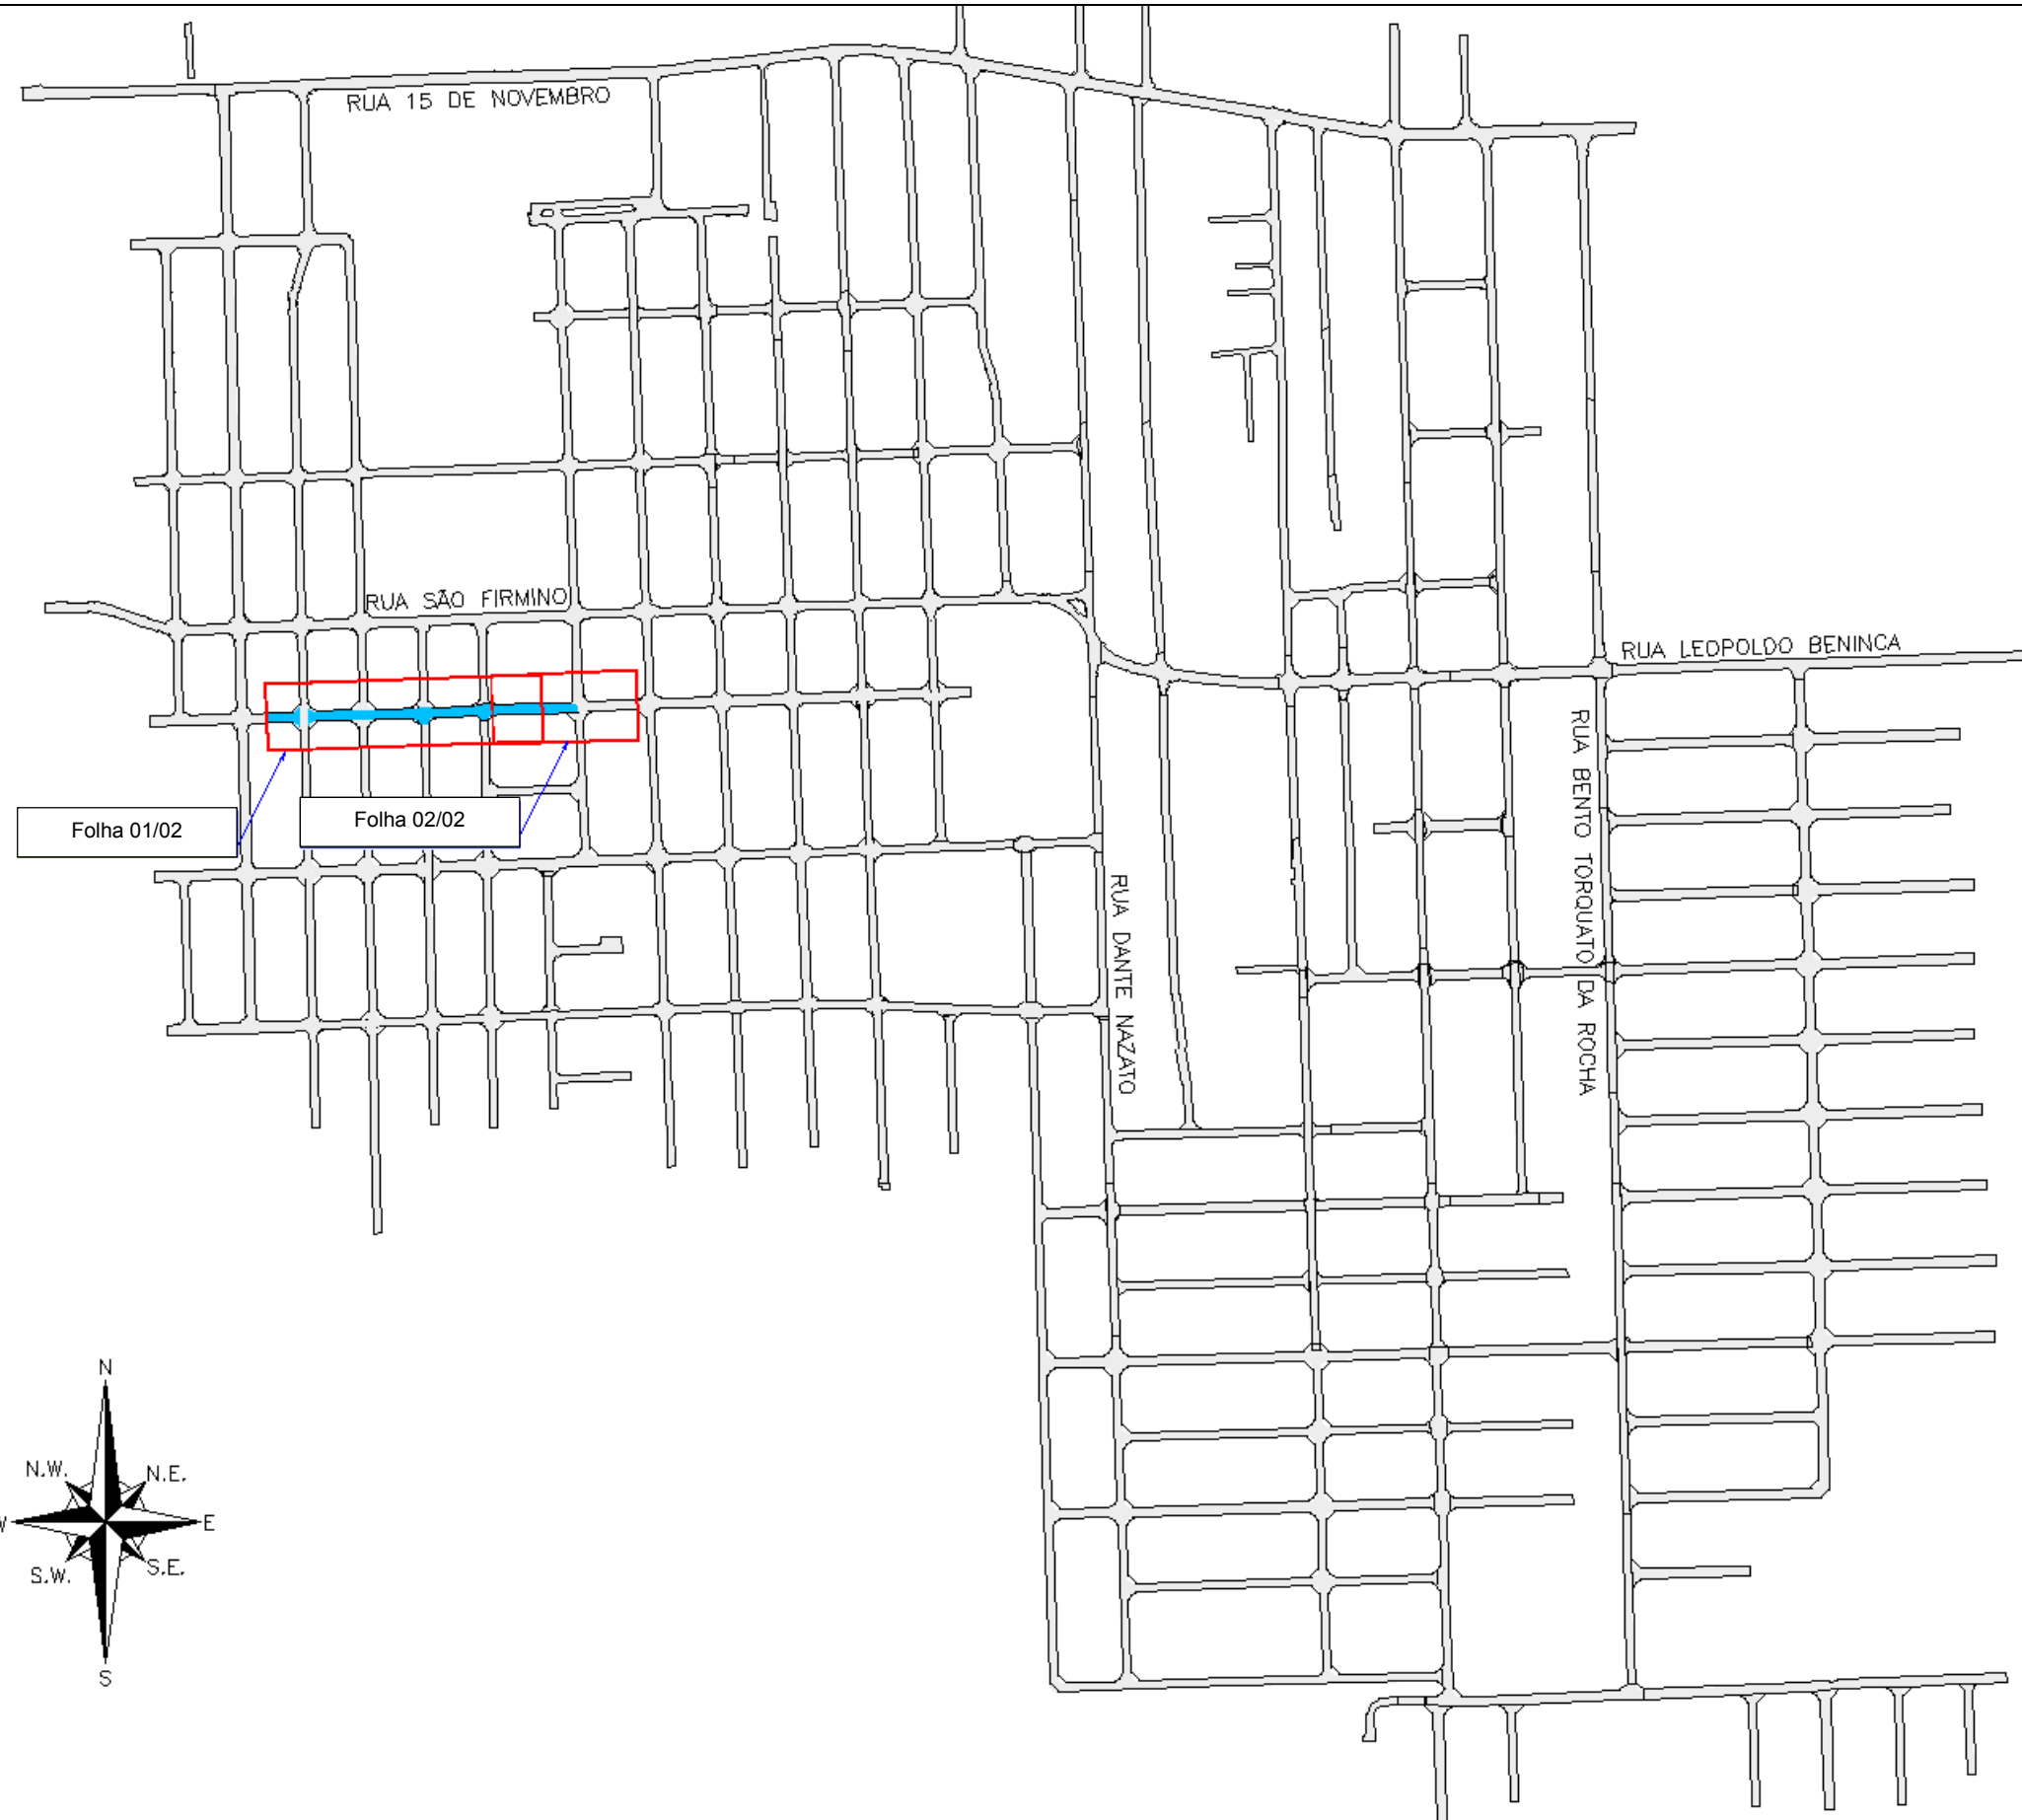 RUA 15 DE NOVEMBRO
RUA SÃO FIRMINO
RUA LEOPOLDO BENINCA
RUA BENTO TORQUATO DA ROCHA
Folha 01/02
Folha 02/02
RUA DANTE NAZATO
N
N.W.
N.E.
W
E
S.W.
S.E.
S